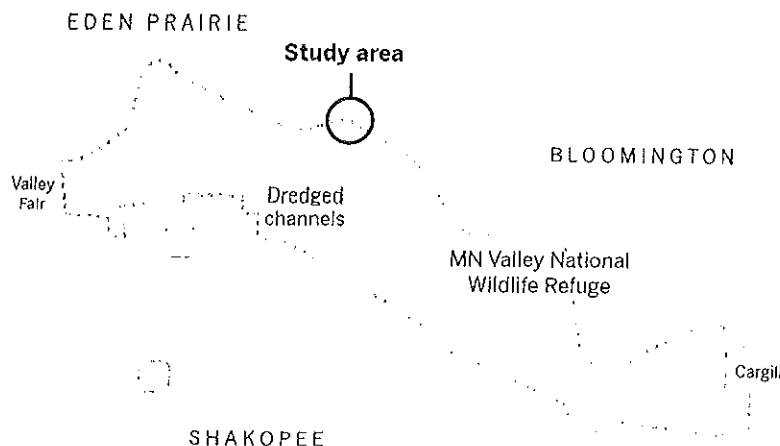 EDEN PRAIRIE
Study area
BLOOMINGTON
Valley
Fair
Dredged
channels
MN Valley National
Wildlife Refuge
Cargill
SHAKOPEE